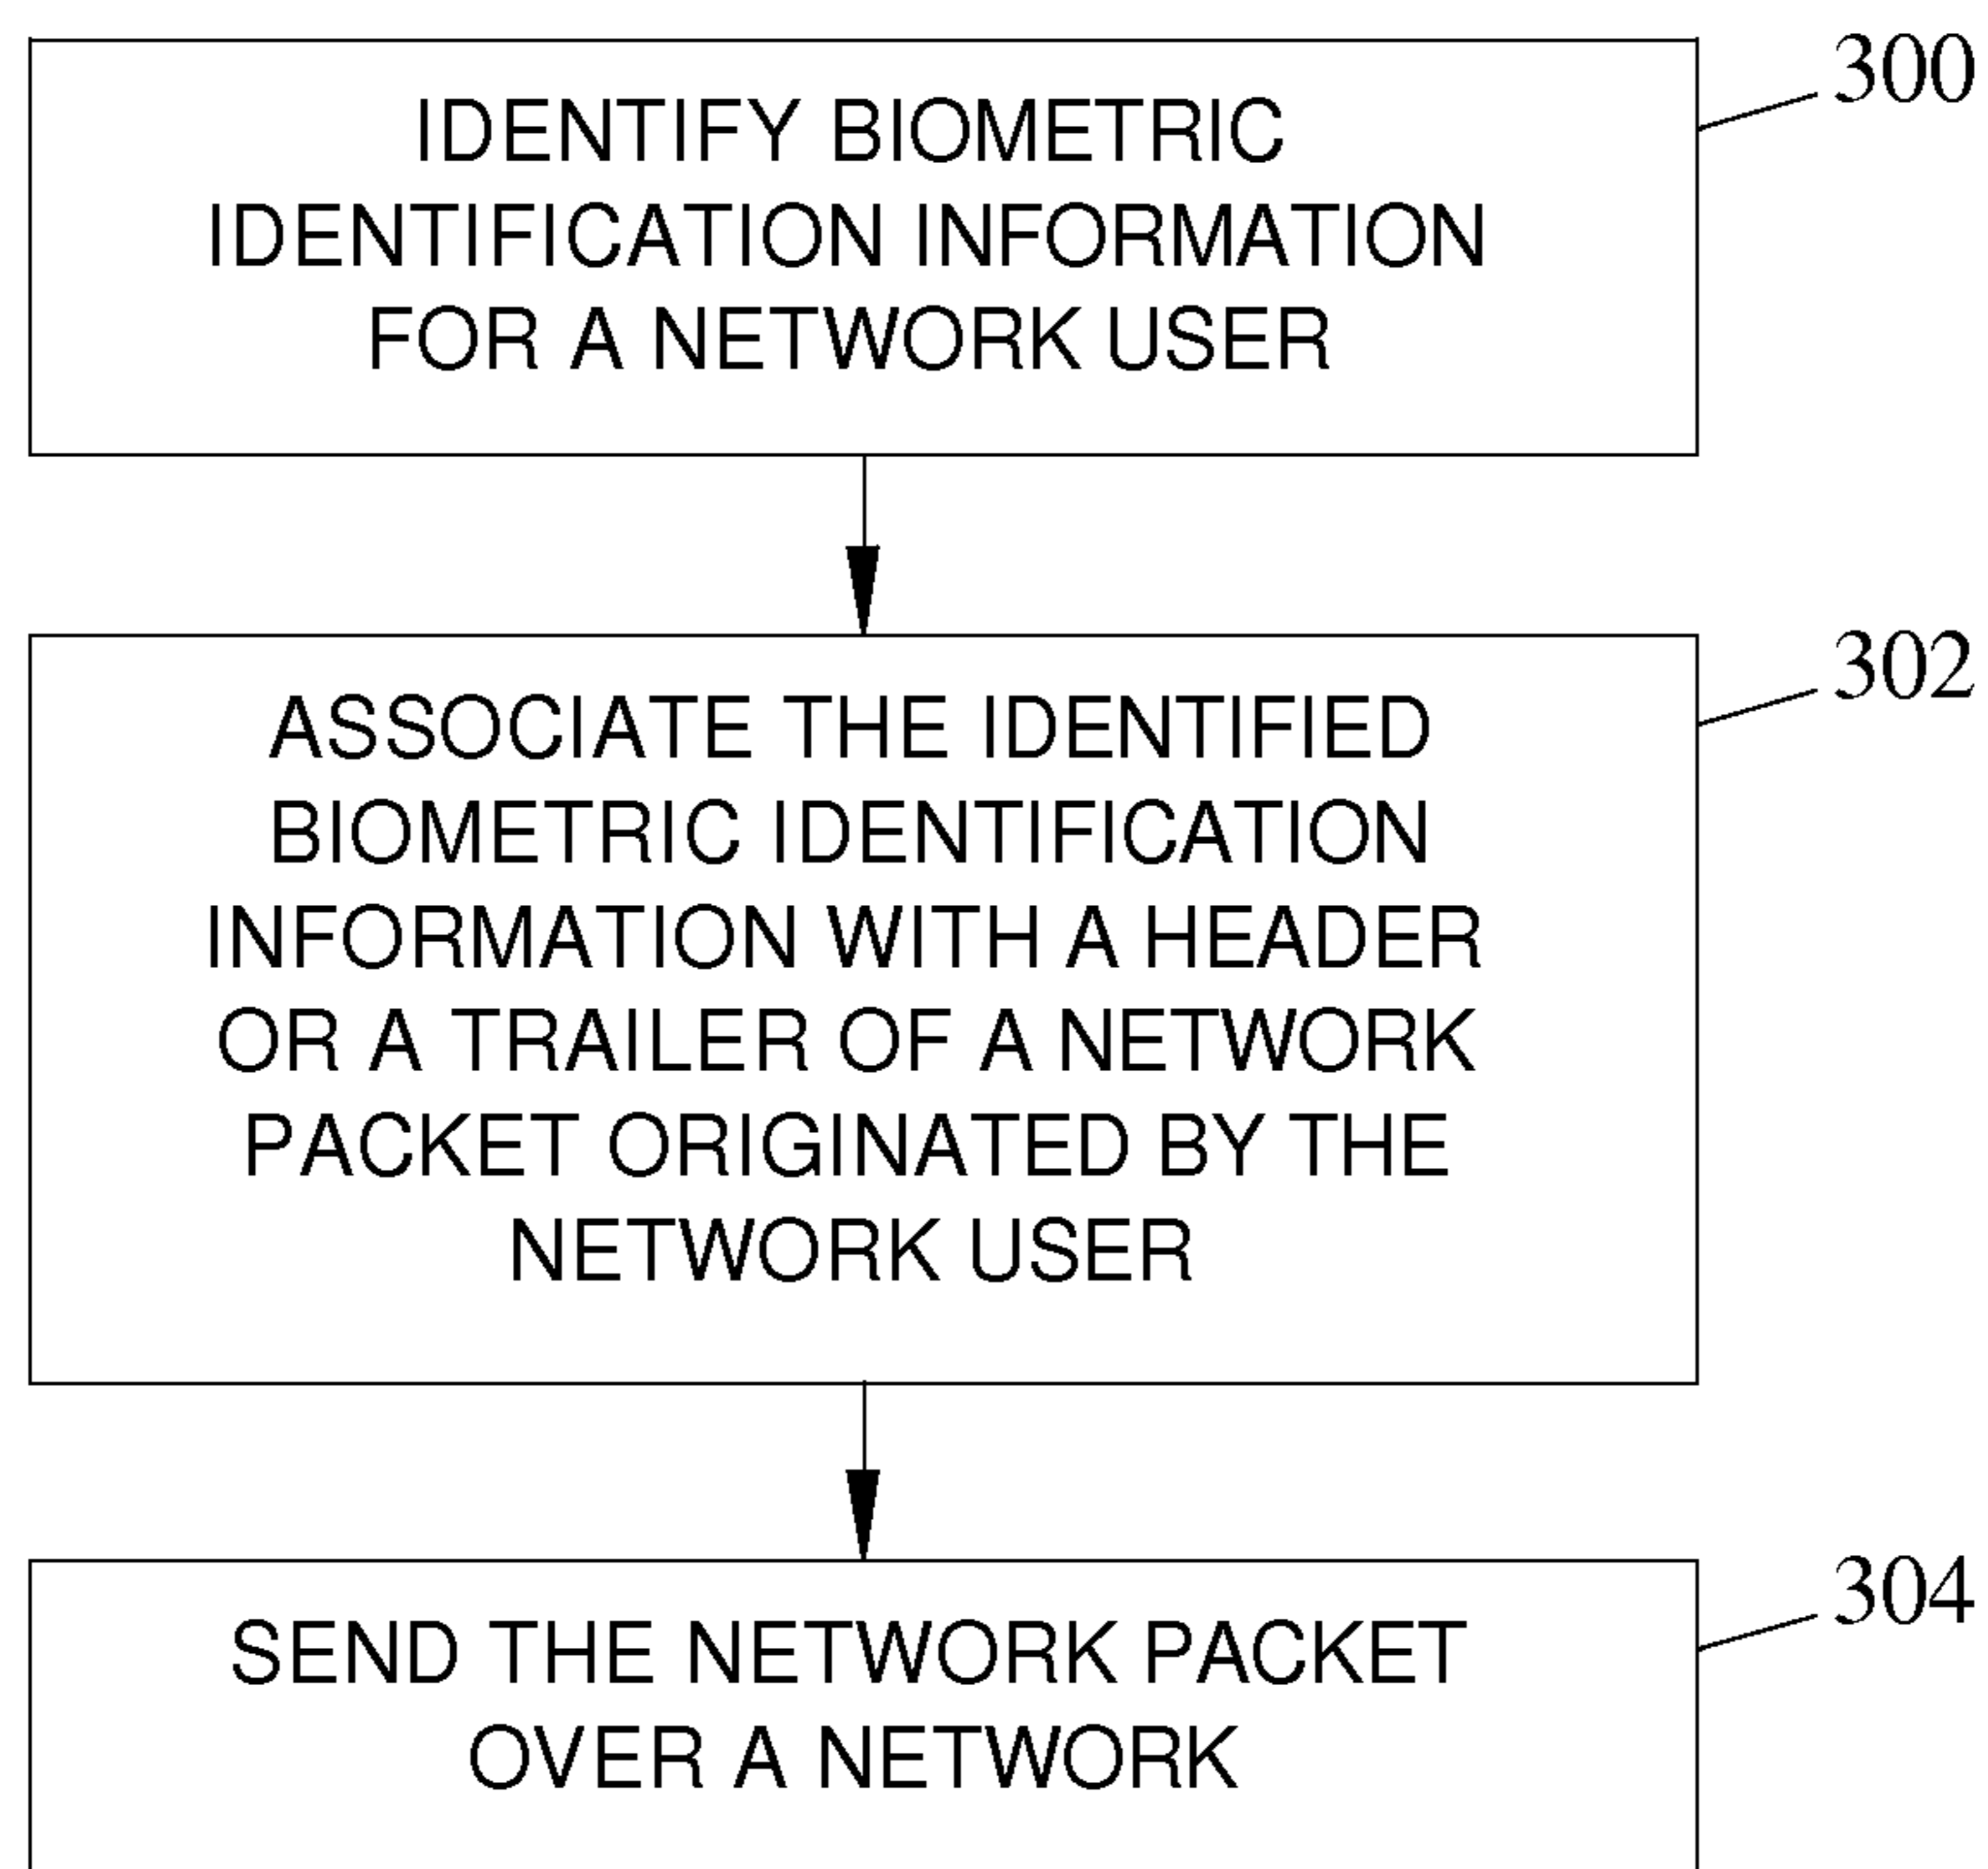 300
IDENTIFY BIOMETRIC
IDENTIFICATION INFORMATION
FOR A NETWORK USER
302
ASSOCIATE THE IDENTIFIED
BIOMETRIC IDENTIFICATION
INFORMATION WITH A HEADER
OR A TRAILER OF A NETWORK
PACKET ORIGINATED BY THE
NETWORK USER
304
SEND THE NETWORK PACKET
OVER A NETWORK